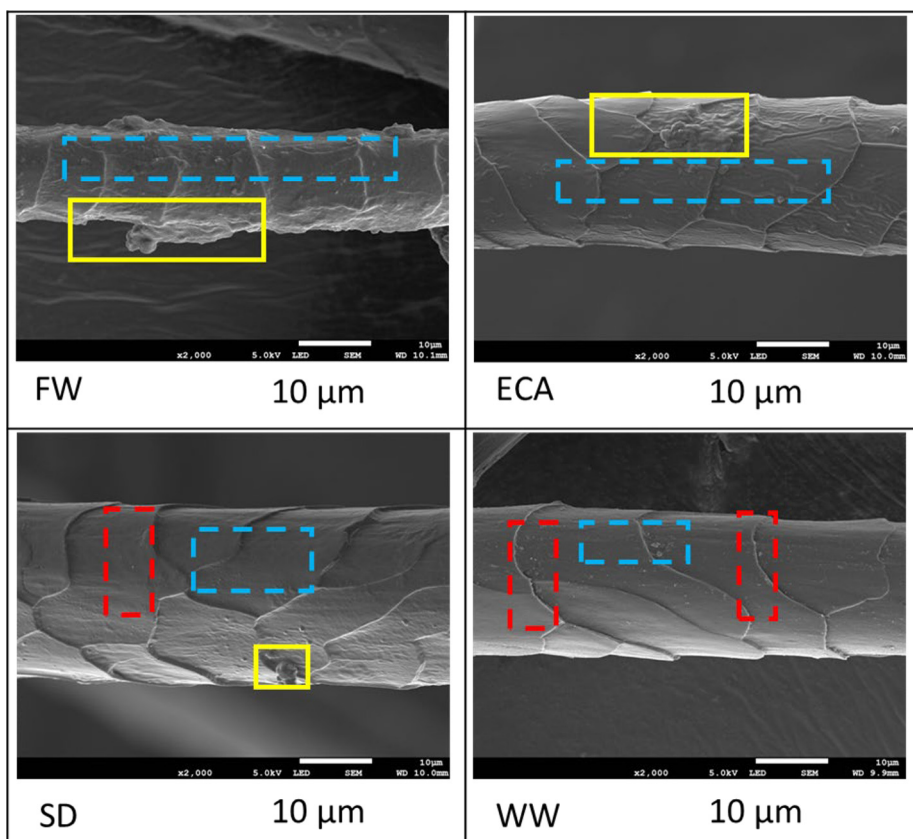 10µm
x2,000 5.0kV LED SEM WD 10.1mm
FW 10 µm
10µm
x2,000 5.0kV LED SEM WD 10.0mm
ECA 10 µm
10µm
x2,000 5.0kV LED SEM WD 10.0mm
SD 10 µm
10µm
x2,000 5.0kV LED SEM WD 9.9mm
WW 10 µm